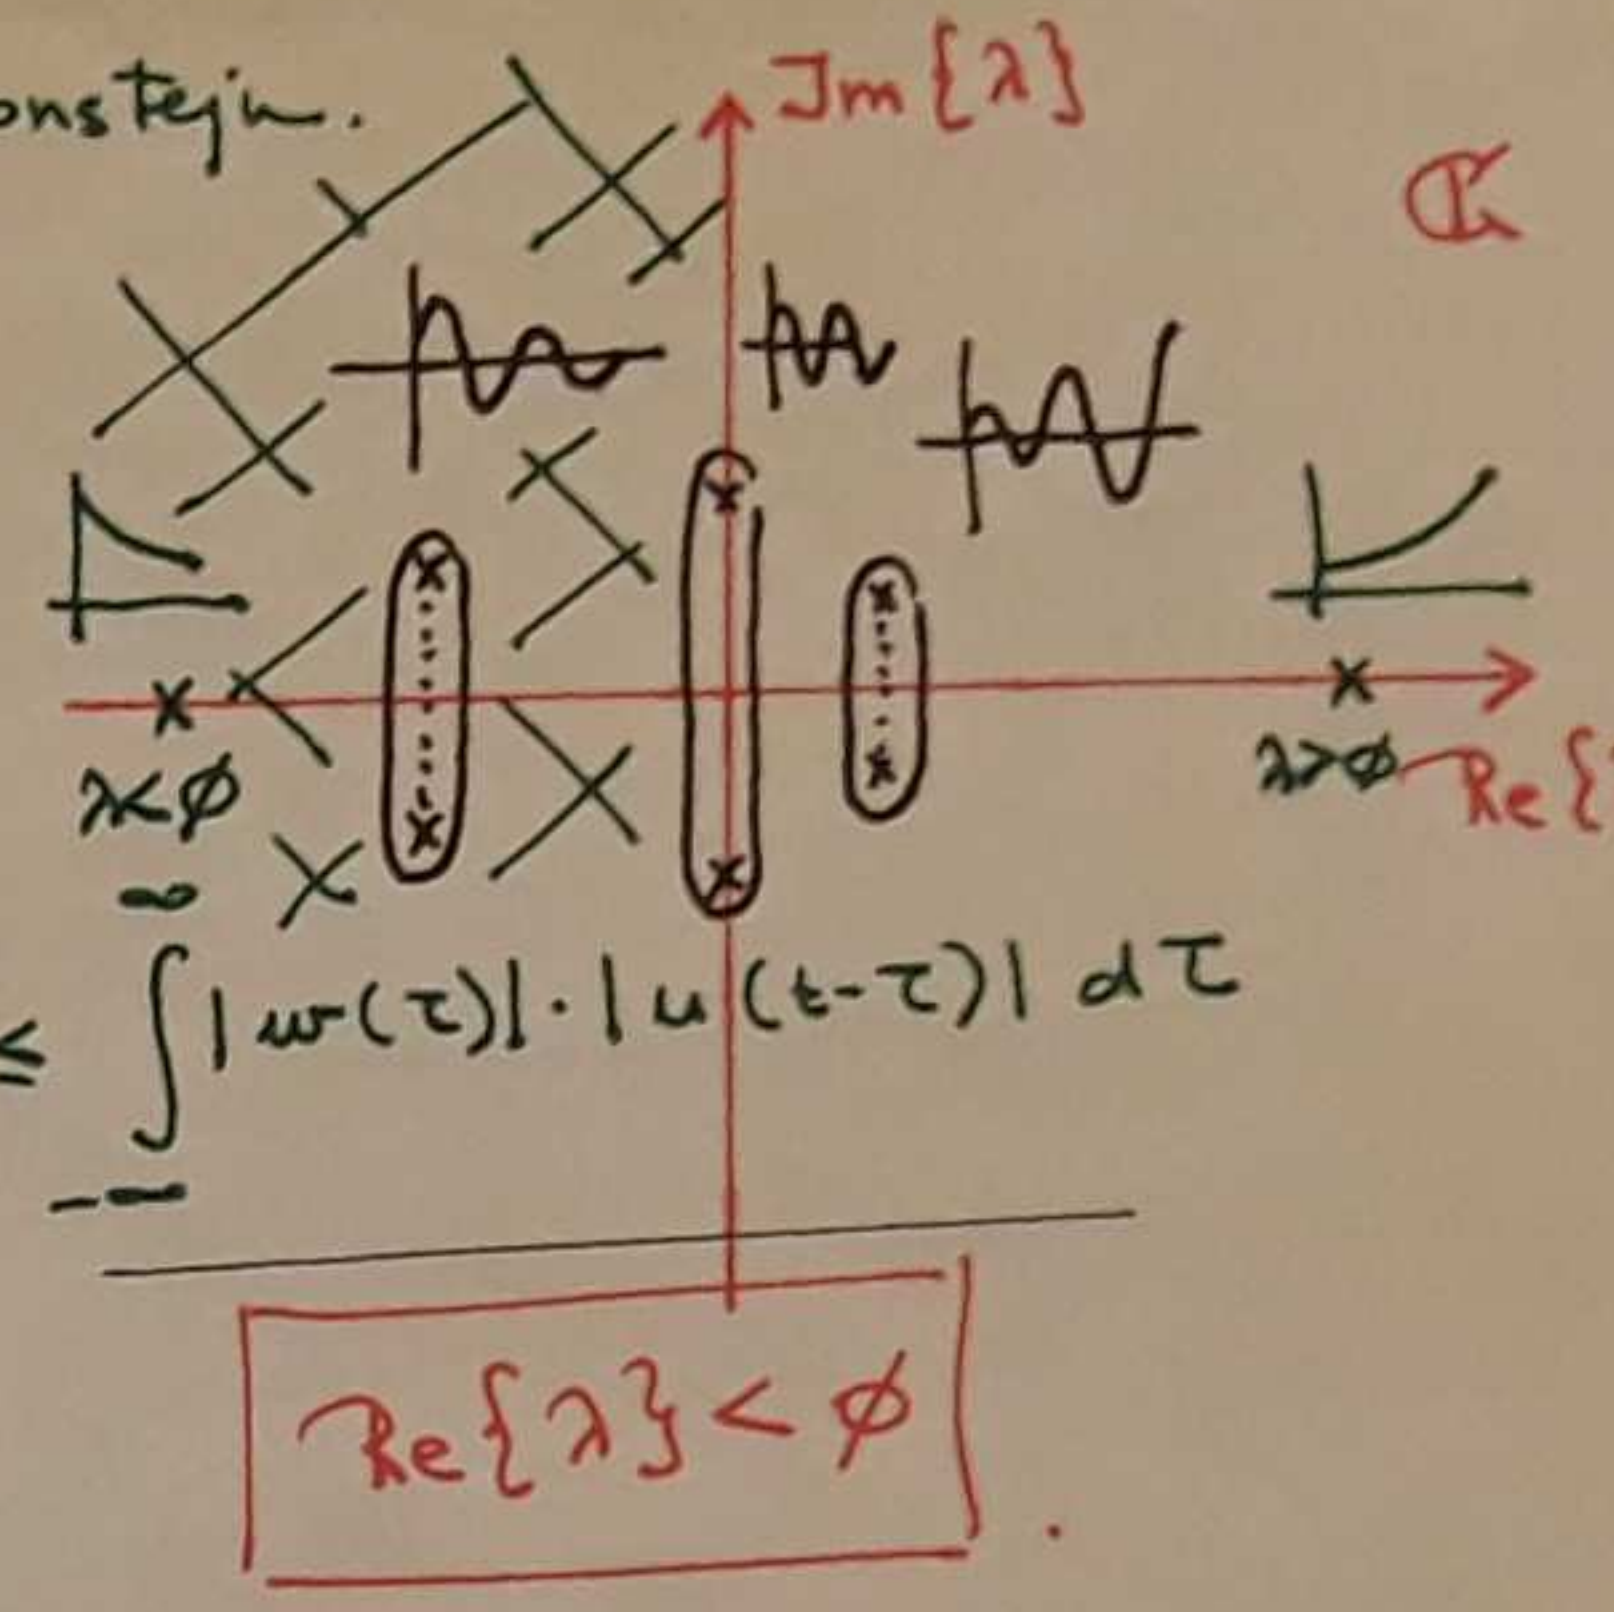 onstejn.
Im{λ}
ℂ
λ<ϕ
λ>ϕ
Re{
≤ ∫_{-∞}^{∞} |w(τ)|·|u(t-τ)| dτ
Re{λ}<ϕ.